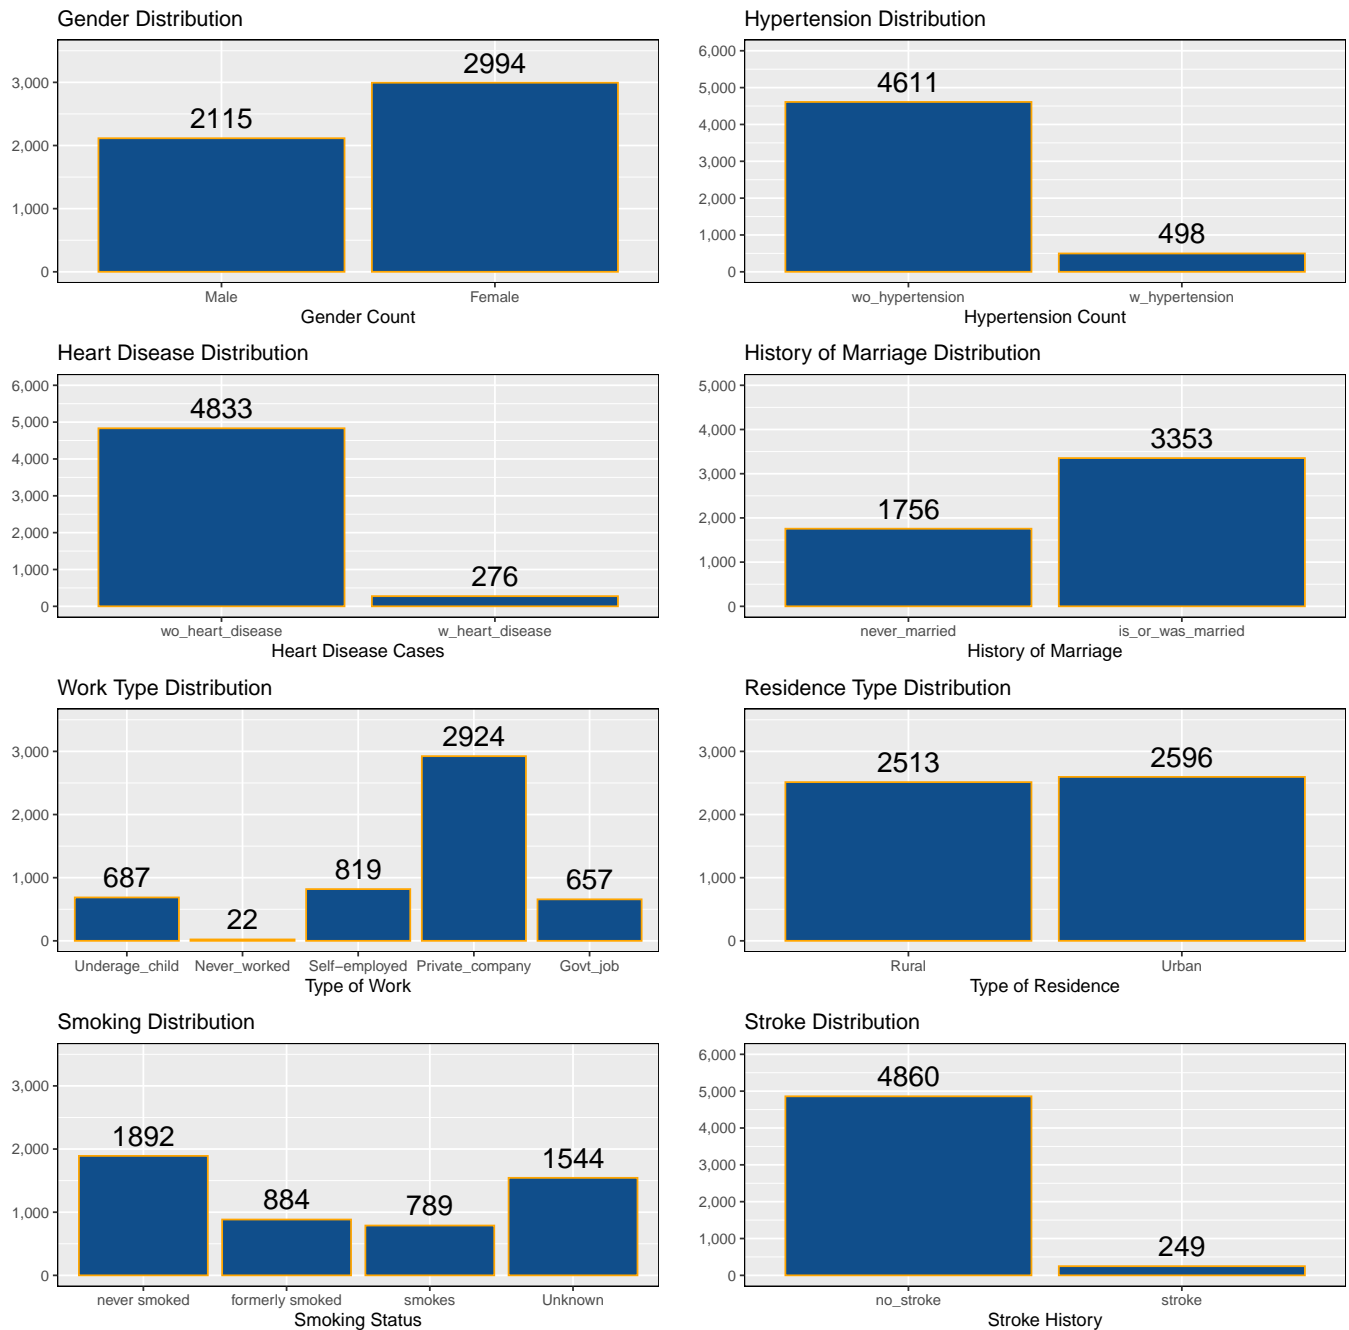 Gender Distribution
3,000
2,000
1,000
0
2115
2994
Male Female
Gender Count
Hypertension Distribution
6,000
5,000
4,000
3,000
2,000
1,000
0
4611
498
wo_hypertension w_hypertension
Hypertension Count
Heart Disease Distribution
6,000
5,000
4,000
3,000
2,000
1,000
0
4833
276
wo_heart_disease w_heart_disease
Heart Disease Cases
History of Marriage Distribution
5,000
4,000
3,000
2,000
1,000
0
1756
3353
never_married is_or_was_married
History of Marriage
Work Type Distribution
3,000
2,000
1,000
0
687
22
819
2924
657
Underage_child Never_worked Self−employed Private_company Govt_job
Type of Work
Residence Type Distribution
3,000
2,000
1,000
0
2513
2596
Rural Urban
Type of Residence
Smoking Distribution
3,000
2,000
1,000
0
1892
884
789
1544
never smoked formerly smoked smokes Unknown
Smoking Status
Stroke Distribution
6,000
5,000
4,000
3,000
2,000
1,000
0
4860
249
no_stroke stroke
Stroke History